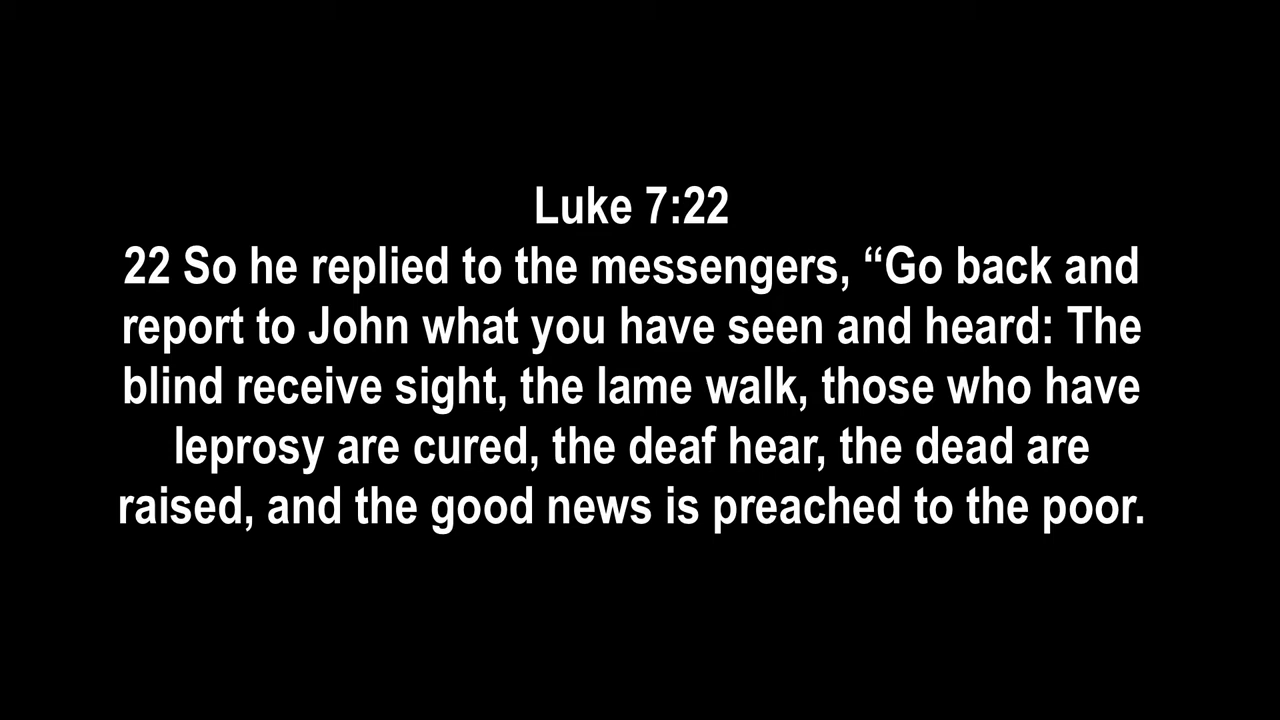 Luke 7:22
22 So he replied to the messengers, “Go back and
report to John what you have seen and heard: The
blind receive sight, the lame walk, those who have
leprosy are cured, the deaf hear, the dead are
raised, and the good news is preached to the poor.